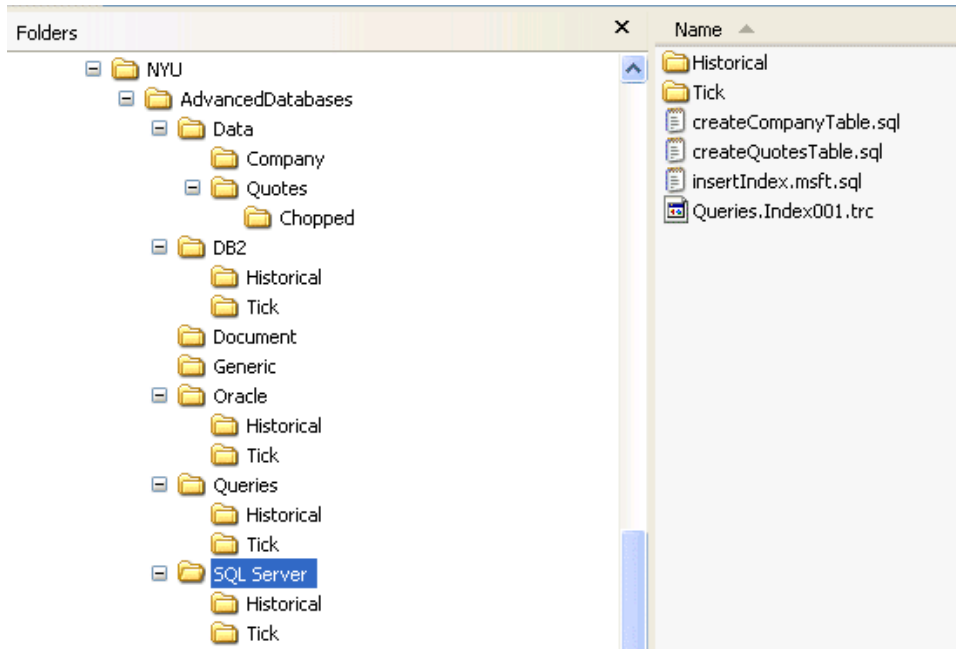 Folders
NYU
AdvancedDatabases
Data
Company
Quotes
Chopped
DB2
Historical
Tick
Document
Generic
Oracle
Historical
Tick
Queries
Historical
Tick
SQL Server
Historical
Tick
Name
Historical
Tick
createCompanyTable.sql
createQuotesTable.sql
insertIndex.msft.sql
Queries.Index001.trc